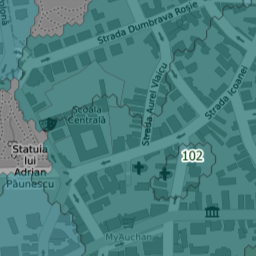 Strada Dumbrava Roșie
Strada Aurel Vlaicu
Strada Icoanei
Școala
Centrală
102
Statuia
lui
Adrian
Păunescu
MyAuchan